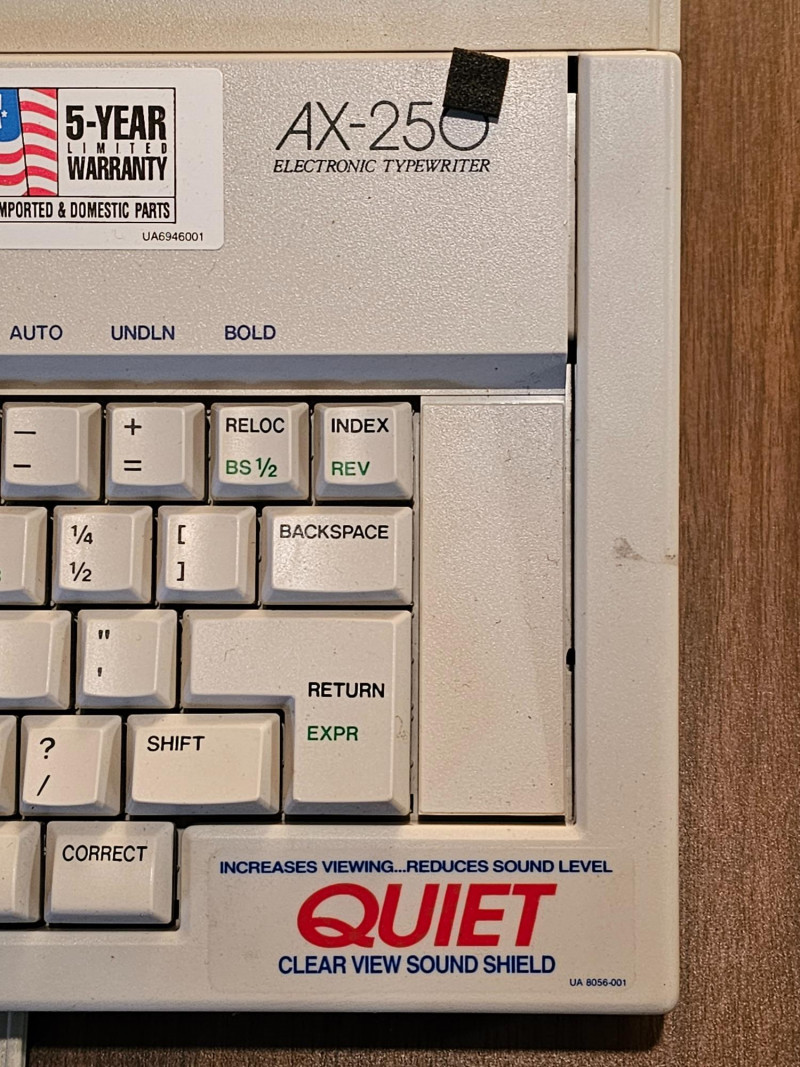 5-YEAR
LIMITED
WARRANTY
IMPORTED & DOMESTIC PARTS
UA6946001
AX-250
ELECTRONIC TYPEWRITER
AUTO UNDLN BOLD
— + RELOC INDEX
- = BS ½ REV
¼ [ BACKSPACE
½ ]
"
'
RETURN
EXPR
? SHIFT
/
CORRECT
INCREASES VIEWING...REDUCES SOUND LEVEL
QUIET
CLEAR VIEW SOUND SHIELD
UA 8056-001